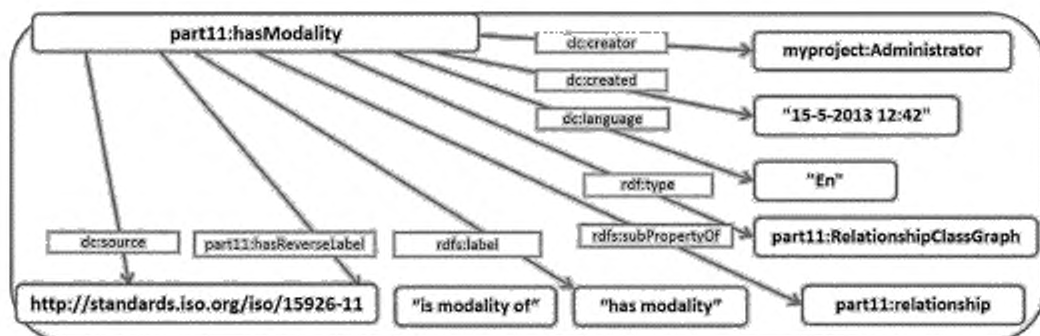 part11:hasModality
dc:creator
myproject:Administrator
dc:created
"15-5-2013 12:42"
dc:language
"En"
rdf:type
part11:RelationshipClassGraph
dc:source
part11:hasReverseLabel
rdfs:label
rdfs:subPropertyOf
http://standards.iso.org/iso/15926-11
"is modality of"
"has modality"
part11:relationship